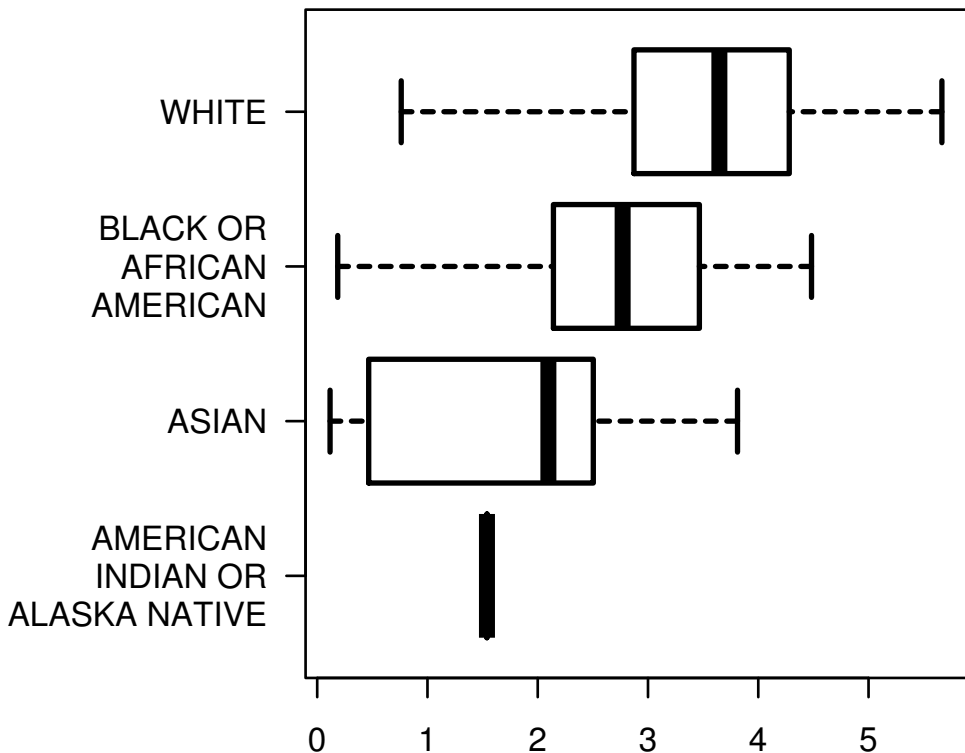 WHITE
BLACK OR
AFRICAN
AMERICAN
ASIAN
AMERICAN
INDIAN OR
ALASKA NATIVE
0 1 2 3 4 5